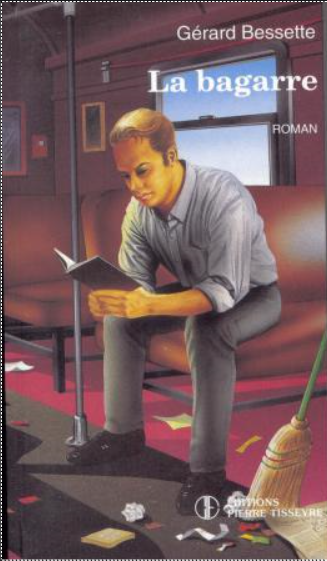 Gérard Bessette
La bagarre
ROMAN
ÉDITIONS
PIERRE TISSEYRE